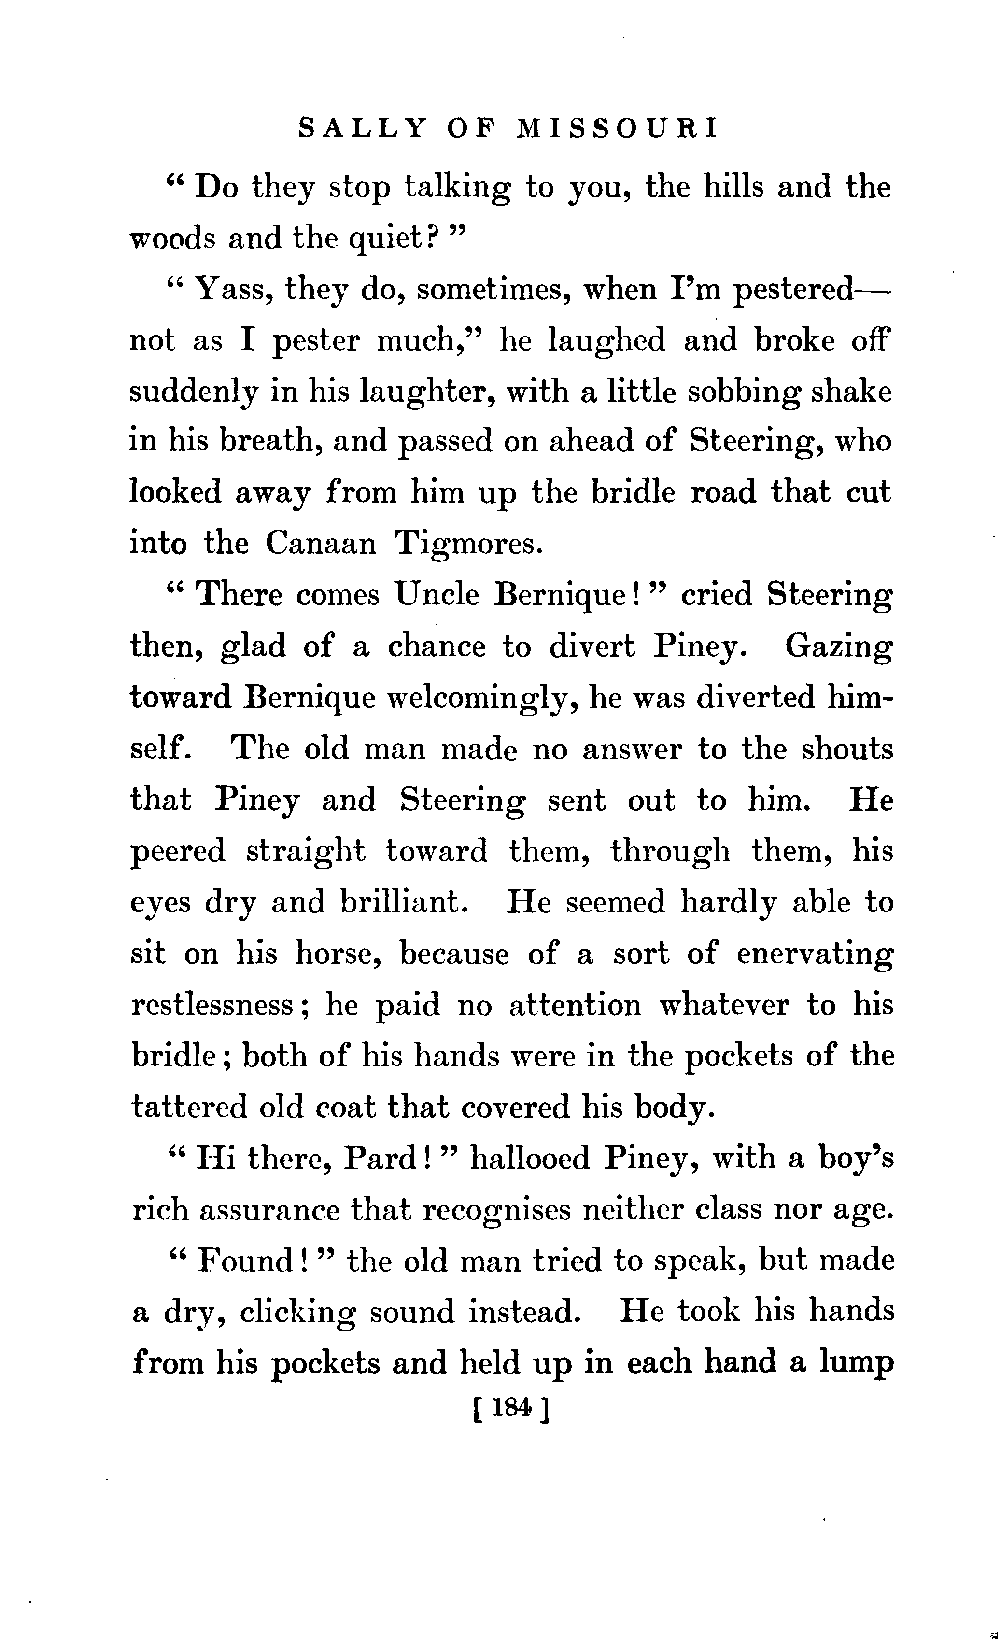 SALLY OF MISSOURI
“ Do they stop talking to you, the hills and the
woods and the quiet? ”
“ Yass, they do, sometimes, when I’m pestered—
not as I pester much,” he laughed and broke off
suddenly in his laughter, with a little sobbing shake
in his breath, and passed on ahead of Steering, who
looked away from him up the bridle road that cut
into the Canaan Tigmores.
“ There comes Uncle Bernique! ” cried Steering
then, glad of a chance to divert Piney. Gazing
toward Bernique welcomingly, he was diverted him-
self. The old man made no answer to the shouts
that Piney and Steering sent out to him. He
peered straight toward them, through them, his
eyes dry and brilliant. He seemed hardly able to
sit on his horse, because of a sort of enervating
restlessness; he paid no attention whatever to his
bridle; both of his hands were in the pockets of the
tattered old coat that covered his body.
“ Hi there, Pard! ” hallooed Piney, with a boy’s
rich assurance that recognises neither class nor age.
“ Found! ” the old man tried to speak, but made
a dry, clicking sound instead. He took his hands
from his pockets and held up in each hand a lump
[ 184 ]